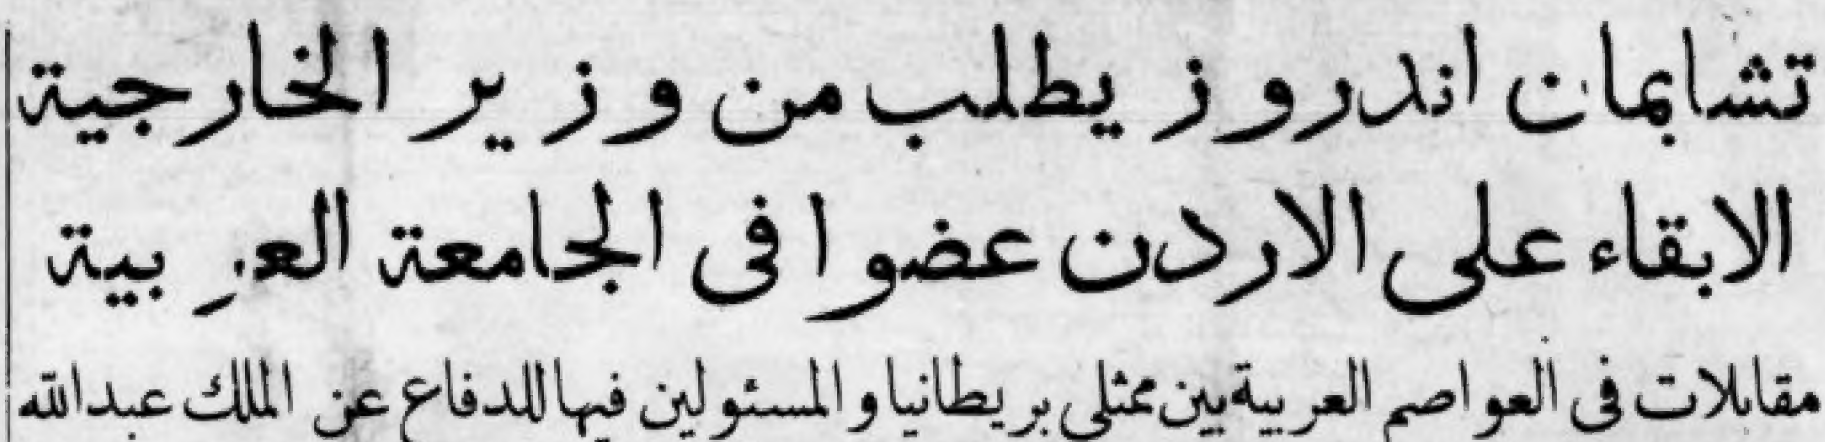 تشابمان اندروز يطلب من وزير الخارجية
الابقاء على الاردن عضوا فى الجامعة العربية
مقابلات فى العواصم العربية بين ممثلى بريطانيا والمسئولين فيها للدفاع عن الملك عبدالله